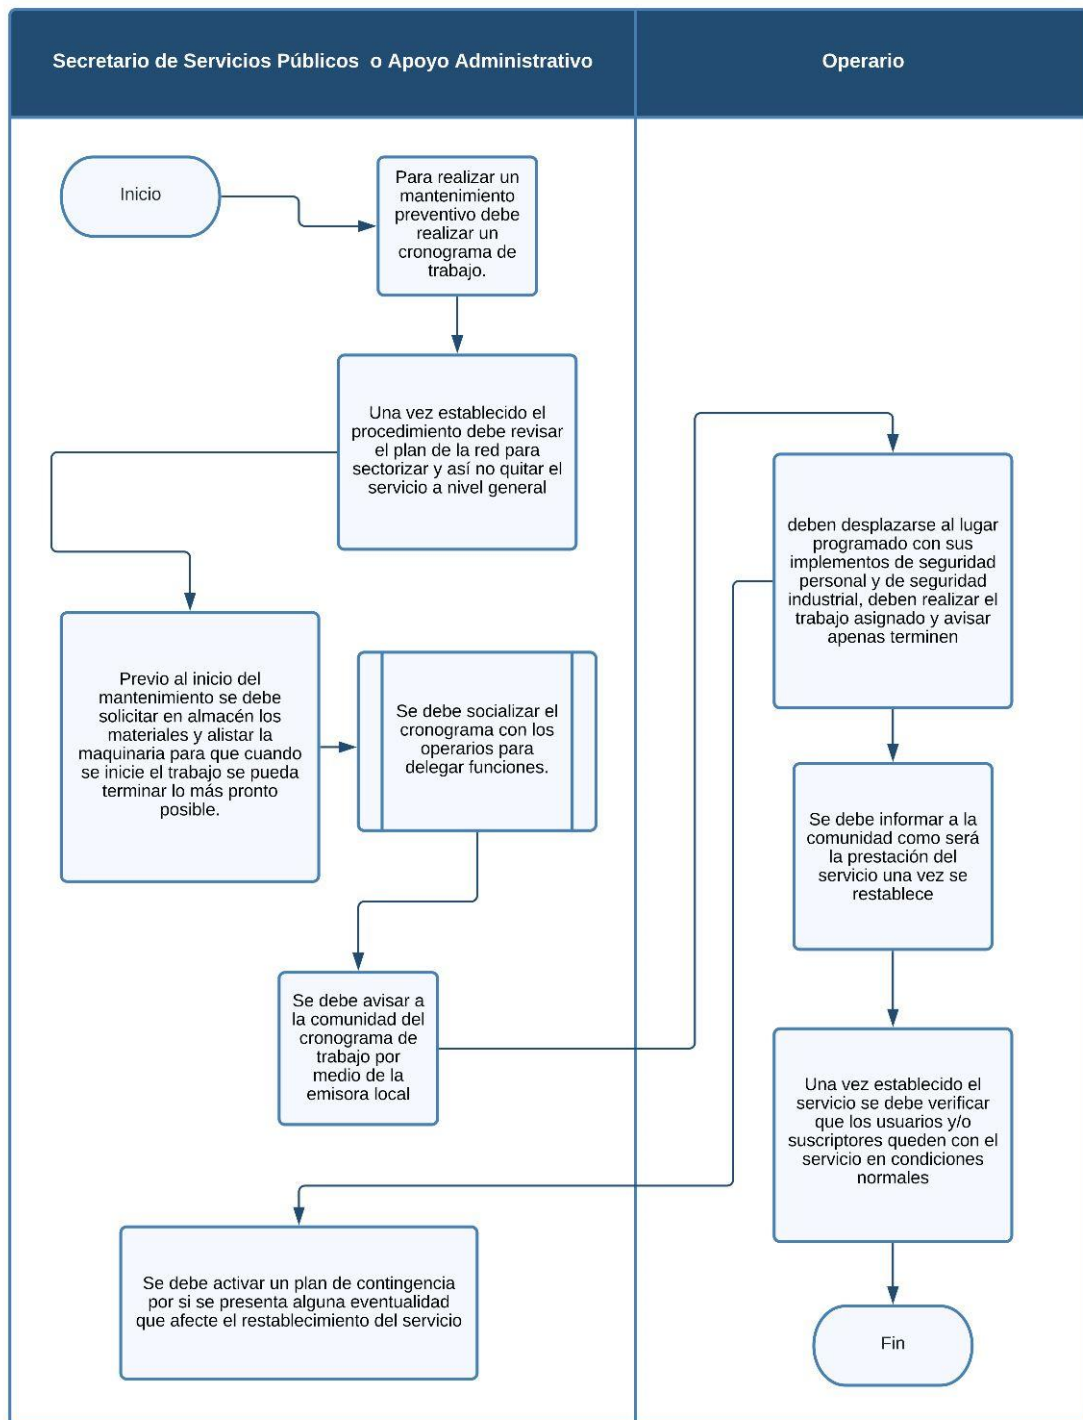 Secretario de Servicios Públicos o Apoyo Administrativo
Operario
Inicio
Para realizar un
mantenimiento
preventivo debe
realizar un
cronograma de
trabajo.
Una vez establecido el
procedimiento debe revisar
el plan de la red para
sectorizar y así no quitar el
servicio a nivel general
Previo al inicio del
mantenimiento se debe
solicitar en almacén los
materiales y alistar la
maquinaria para que cuando
se inicie el trabajo se pueda
terminar lo más pronto
posible.
Se debe socializar el
cronograma con los
operarios para
delegar funciones.
Se debe avisar a
la comunidad del
cronograma de
trabajo por
medio de la
emisora local
deben desplazarse al lugar
programado con sus
implementos de seguridad
personal y de seguridad
industrial, deben realizar el
trabajo asignado y avisar
apenas terminen
Se debe activar un plan de contingencia
por si se presenta alguna eventualidad
que afecte el restablecimiento del servicio
Se debe informar a la
comunidad como será
la prestación del
servicio una vez se
restablece
Una vez establecido el
servicio se debe verificar
que los usuarios y/o
suscriptores queden con el
servicio en condiciones
normales
Fin